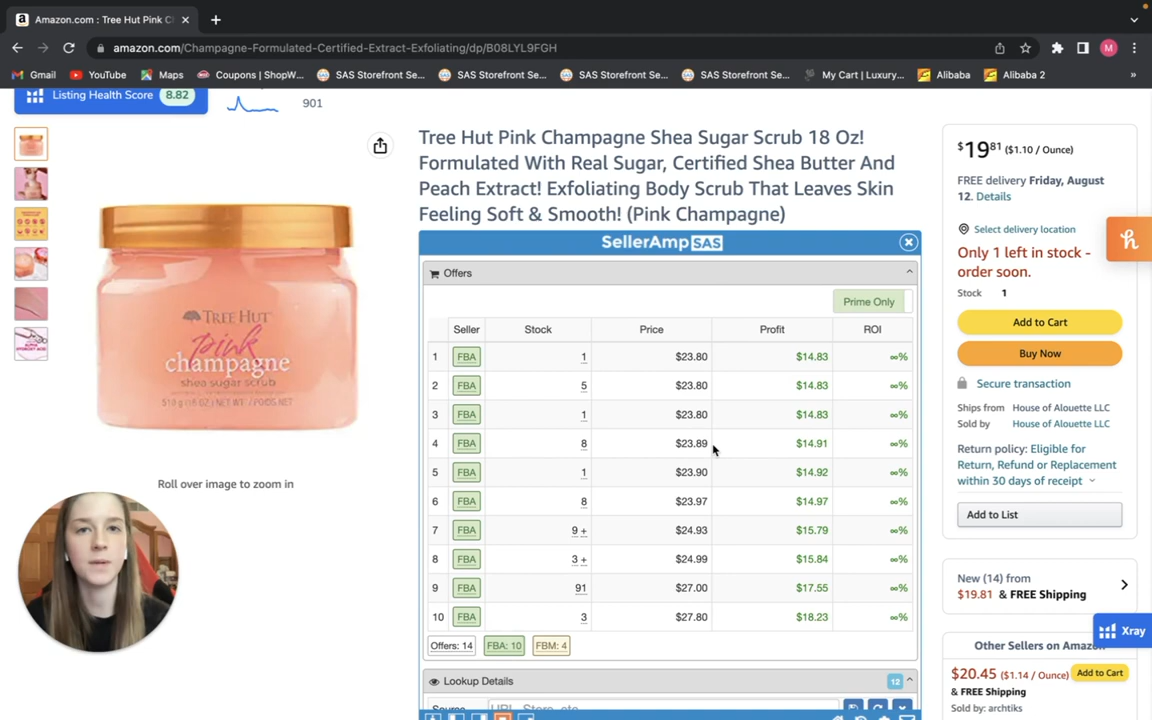 Amazon.com : Tree Hut Pink C
amazon.com/Champagne-Formulated-Certified-Extract-Exfoliating/dp/B08LYL9FGH
M
Gmail YouTube Maps Coupons | ShopW... SAS Storefront Se... SAS Storefront Se... SAS Storefront Se... SAS Storefront Se... My Cart | Luxury... Alibaba Alibaba 2 »
Listing Health Score 8.82
901
Tree Hut Pink Champagne Shea Sugar Scrub 18 Oz!
Formulated With Real Sugar, Certified Shea Butter And
Peach Extract! Exfoliating Body Scrub That Leaves Skin
Feeling Soft & Smooth! (Pink Champagne)
TREE HUT
pink
champagne
shea sugar scrub
Roll over image to zoom in
SellerAmp SAS
Offers
Prime Only
Seller Stock Price Profit ROI
1 FBA 1 $23.80 $14.83 ∞%
2 FBA 5 $23.80 $14.83 ∞%
3 FBA 1 $23.80 $14.83 ∞%
4 FBA 8 $23.89 $14.91 ∞%
5 FBA 1 $23.90 $14.92 ∞%
6 FBA 8 $23.97 $14.97 ∞%
7 FBA 9 + $24.93 $15.79 ∞%
8 FBA 3 + $24.99 $15.84 ∞%
9 FBA 91 $27.00 $17.55 ∞%
10 FBA 3 $27.80 $18.23 ∞%
Offers: 14 FBA: 10 FBM: 4
Lookup Details 12
Source URL, Store, etc
$19.81 ($1.10 / Ounce)
FREE delivery Friday, August
12. Details
Select delivery location
Only 1 left in stock -
order soon.
Stock 1
Add to Cart
Buy Now
Secure transaction
Ships from House of Alouette LLC
Sold by House of Alouette LLC
Return policy: Eligible for
Return, Refund or Replacement
within 30 days of receipt
Add to List
New (14) from
$19.81 & FREE Shipping
Xray
Other Sellers on Amazon
$20.45 ($1.14 / Ounce) Add to Cart
& FREE Shipping
Sold by: archtiks